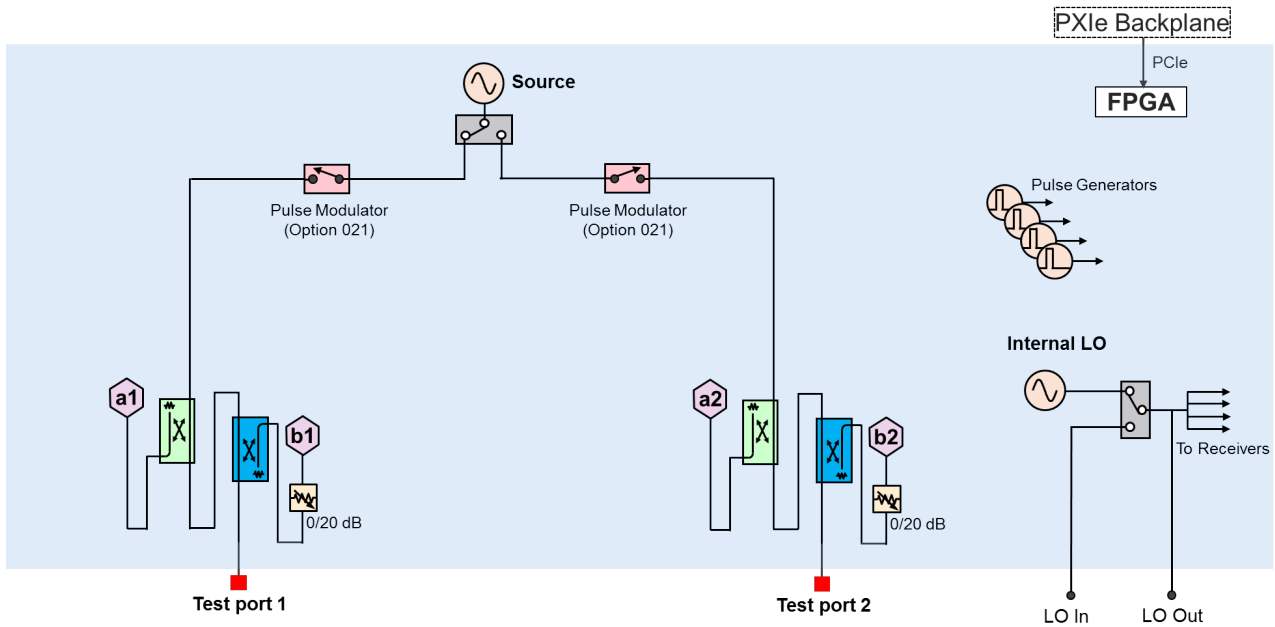 PXIe Backplane
PCIe
FPGA
Source
Pulse Modulator
(Option 021)
Pulse Modulator
(Option 021)
Pulse Generators
Internal LO
To Receivers
a1
b1
0/20 dB
a2
b2
0/20 dB
Test port 1
Test port 2
LO In
LO Out